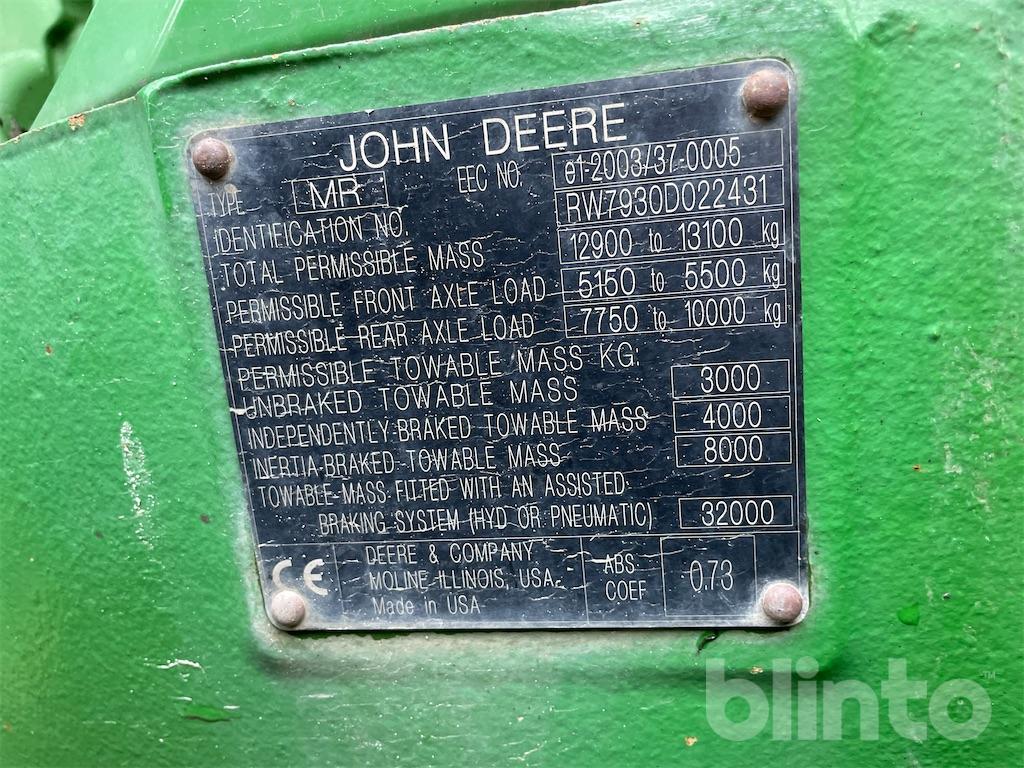 JOHN DEERE
TYPE MR EEC NO. e1-2003/37-0005
IDENTIFICATION NO. RW7930D022431
TOTAL PERMISSIBLE MASS 12900 to 13100 kg
PERMISSIBLE FRONT AXLE LOAD 5150 to 5500 kg
PERMISSIBLE REAR AXLE LOAD 7750 to 10000 kg
PERMISSIBLE TOWABLE MASS KG:
UNBRAKED TOWABLE MASS 3000
INDEPENDENTLY BRAKED TOWABLE MASS 4000
INERTIA BRAKED TOWABLE MASS 8000
TOWABLE MASS FITTED WITH AN ASSISTED
BRAKING SYSTEM (HYD OR PNEUMATIC) 32000
CE
DEERE & COMPANY
MOLINE ILLINOIS, USA
Made in USA
ABS
COEF
0.73
blinto™